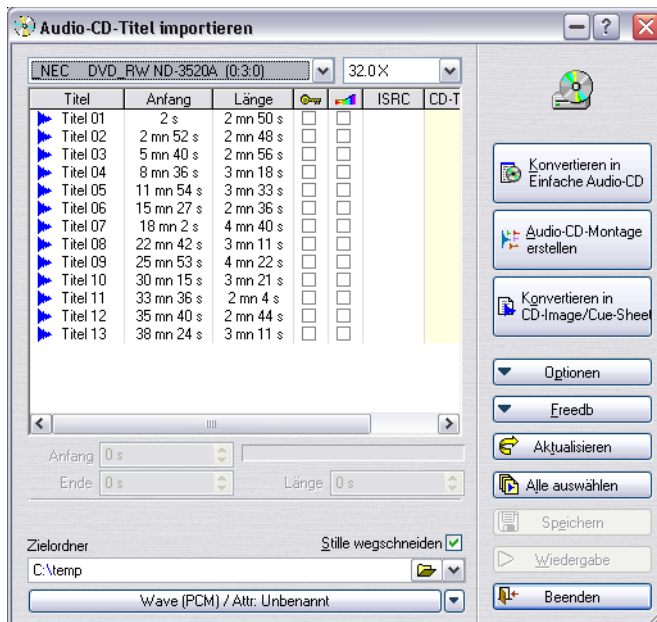 Audio-CD-Titel importieren
_NEC DVD_RW ND-3520A (0:3:0) 32.0 X
Titel Anfang Länge ISRC CD-T
Titel 01 2 s 2 mn 50 s
Titel 02 2 mn 52 s 2 mn 48 s
Titel 03 5 mn 40 s 2 mn 56 s
Titel 04 8 mn 36 s 3 mn 18 s
Titel 05 11 mn 54 s 3 mn 33 s
Titel 06 15 mn 27 s 2 mn 36 s
Titel 07 18 mn 2 s 4 mn 40 s
Titel 08 22 mn 42 s 3 mn 11 s
Titel 09 25 mn 53 s 4 mn 22 s
Titel 10 30 mn 15 s 3 mn 21 s
Titel 11 33 mn 36 s 2 mn 4 s
Titel 12 35 mn 40 s 2 mn 44 s
Titel 13 38 mn 24 s 3 mn 11 s
Anfang 0 s
Ende 0 s Länge 0 s
Zielordner Stille wegschneiden
C:\temp
Wave (PCM) / Attr: Unbenannt
Konvertieren in
Einfache Audio-CD
Audio-CD-Montage
erstellen
Konvertieren in
CD-Image/Cue-Sheet
Optionen
Freedb
Aktualisieren
Alle auswählen
Speichern
Wiedergabe
Beenden